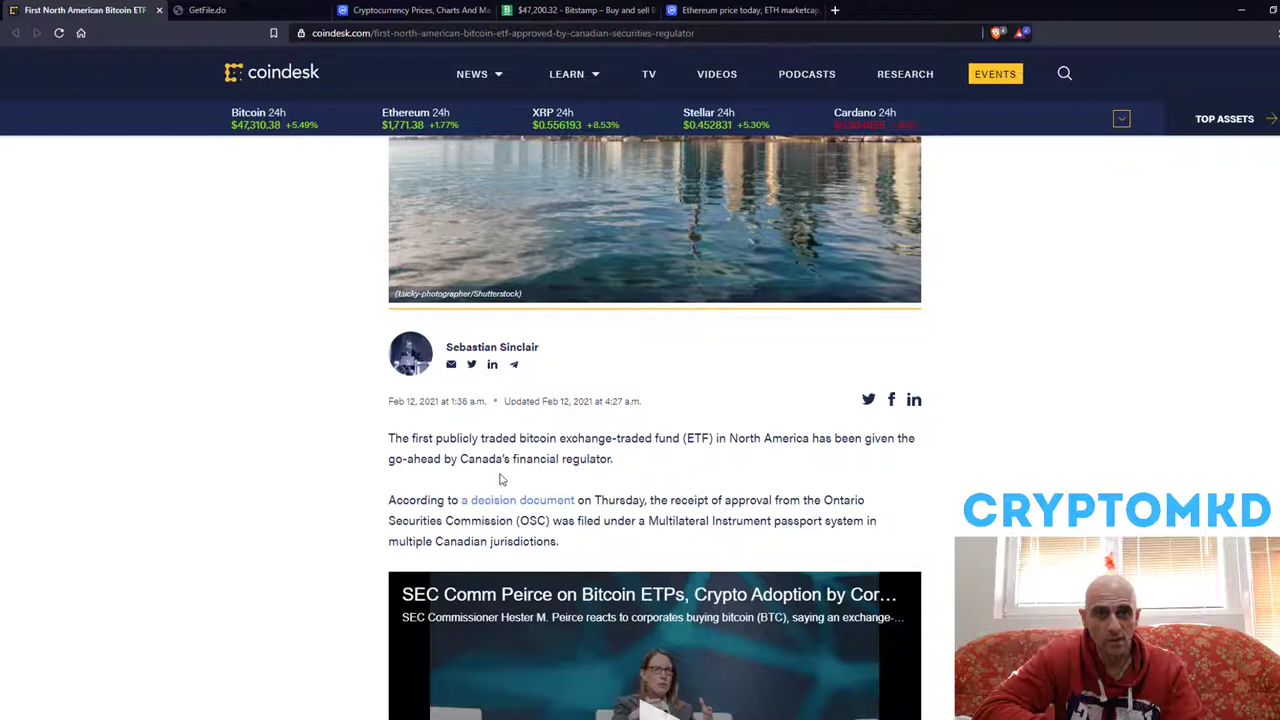 First North American Bitcoin ETF
GetFile.do
Cryptocurrency Prices, Charts And Ma
$47,200.32 - Bitstamp – Buy and sell B
Ethereum price today, ETH marketcap,
coindesk.com/first-north-american-bitcoin-etf-approved-by-canadian-securities-regulator
coindesk
NEWS
LEARN
TV
VIDEOS
PODCASTS
RESEARCH
EVENTS
Bitcoin 24h
$47,310.38 +5.49%
Ethereum 24h
$1,771.38 +1.77%
XRP 24h
$0.556193 +8.53%
Stellar 24h
$0.452831 +5.30%
Cardano 24h
TOP ASSETS
(Lucky-photographer/Shutterstock)
Sebastian Sinclair
Feb 12, 2021 at 1:36 a.m. • Updated Feb 12, 2021 at 4:27 a.m.
The first publicly traded bitcoin exchange-traded fund (ETF) in North America has been given the
go-ahead by Canada's financial regulator.
According to a decision document on Thursday, the receipt of approval from the Ontario
Securities Commission (OSC) was filed under a Multilateral Instrument passport system in
multiple Canadian jurisdictions.
SEC Comm Peirce on Bitcoin ETPs, Crypto Adoption by Cor...
SEC Commissioner Hester M. Peirce reacts to corporates buying bitcoin (BTC), saying an exchange-...
CRYPTOMKD